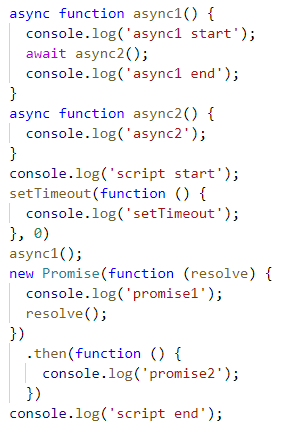 async function async1() {
  console.log('async1 start');
  await async2();
  console.log('async1 end');
}
async function async2() {
  console.log('async2');
}
console.log('script start');
setTimeout(function () {
  console.log('setTimeout');
}, 0)
async1();
new Promise(function (resolve) {
  console.log('promise1');
  resolve();
})
  .then(function () {
    console.log('promise2');
  })
console.log('script end');